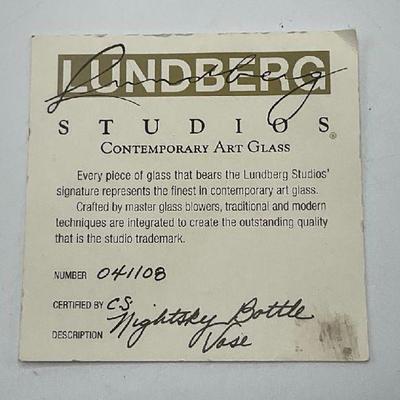 LUNDBERG
Lundberg
STUDIOS®
CONTEMPORARY ART GLASS
Every piece of glass that bears the Lundberg Studios'
signature represents the finest in contemporary art glass.
Crafted by master glass blowers, traditional and modern
techniques are integrated to create the outstanding quality
that is the studio trademark.
NUMBER 041108
CERTIFIED BY C.S.
DESCRIPTION Nightsky Bottle
Vase